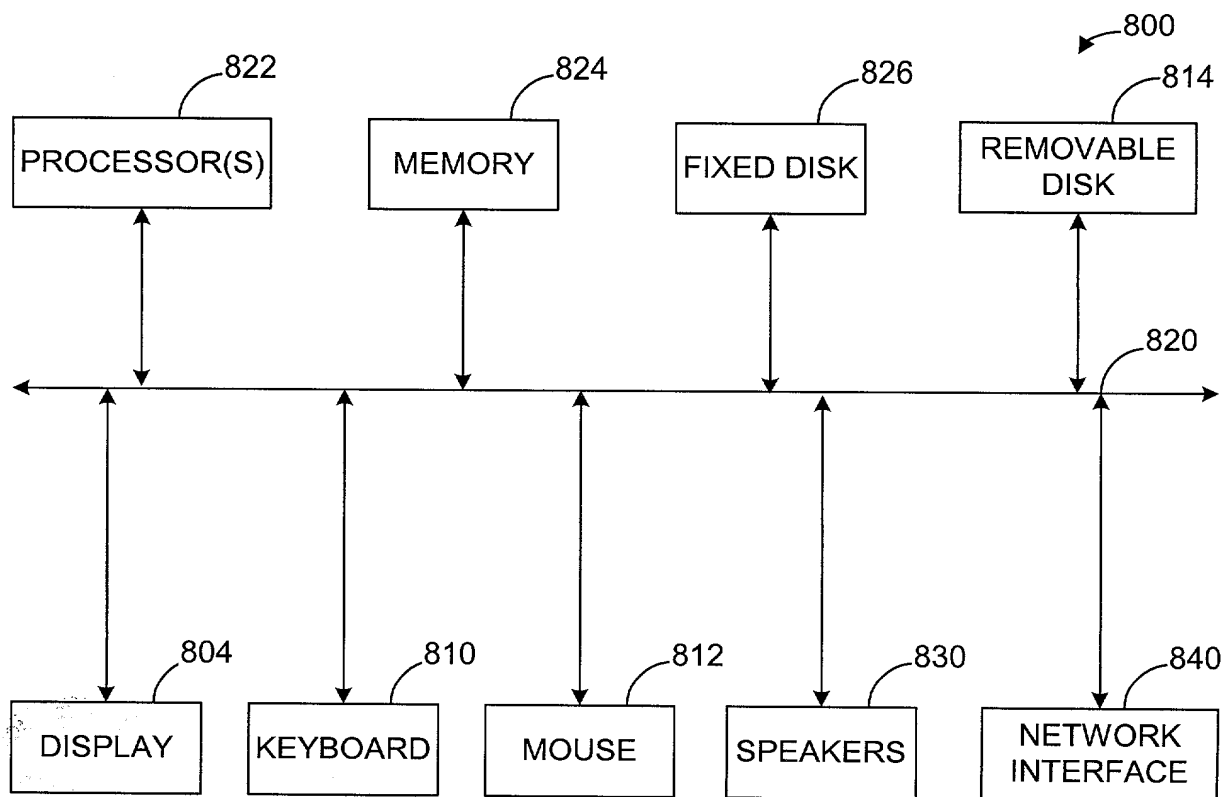 800
822
824
826
814
PROCESSOR(S)
MEMORY
FIXED DISK
REMOVABLE
DISK
820
804
810
812
830
840
DISPLAY
KEYBOARD
MOUSE
SPEAKERS
NETWORK
INTERFACE